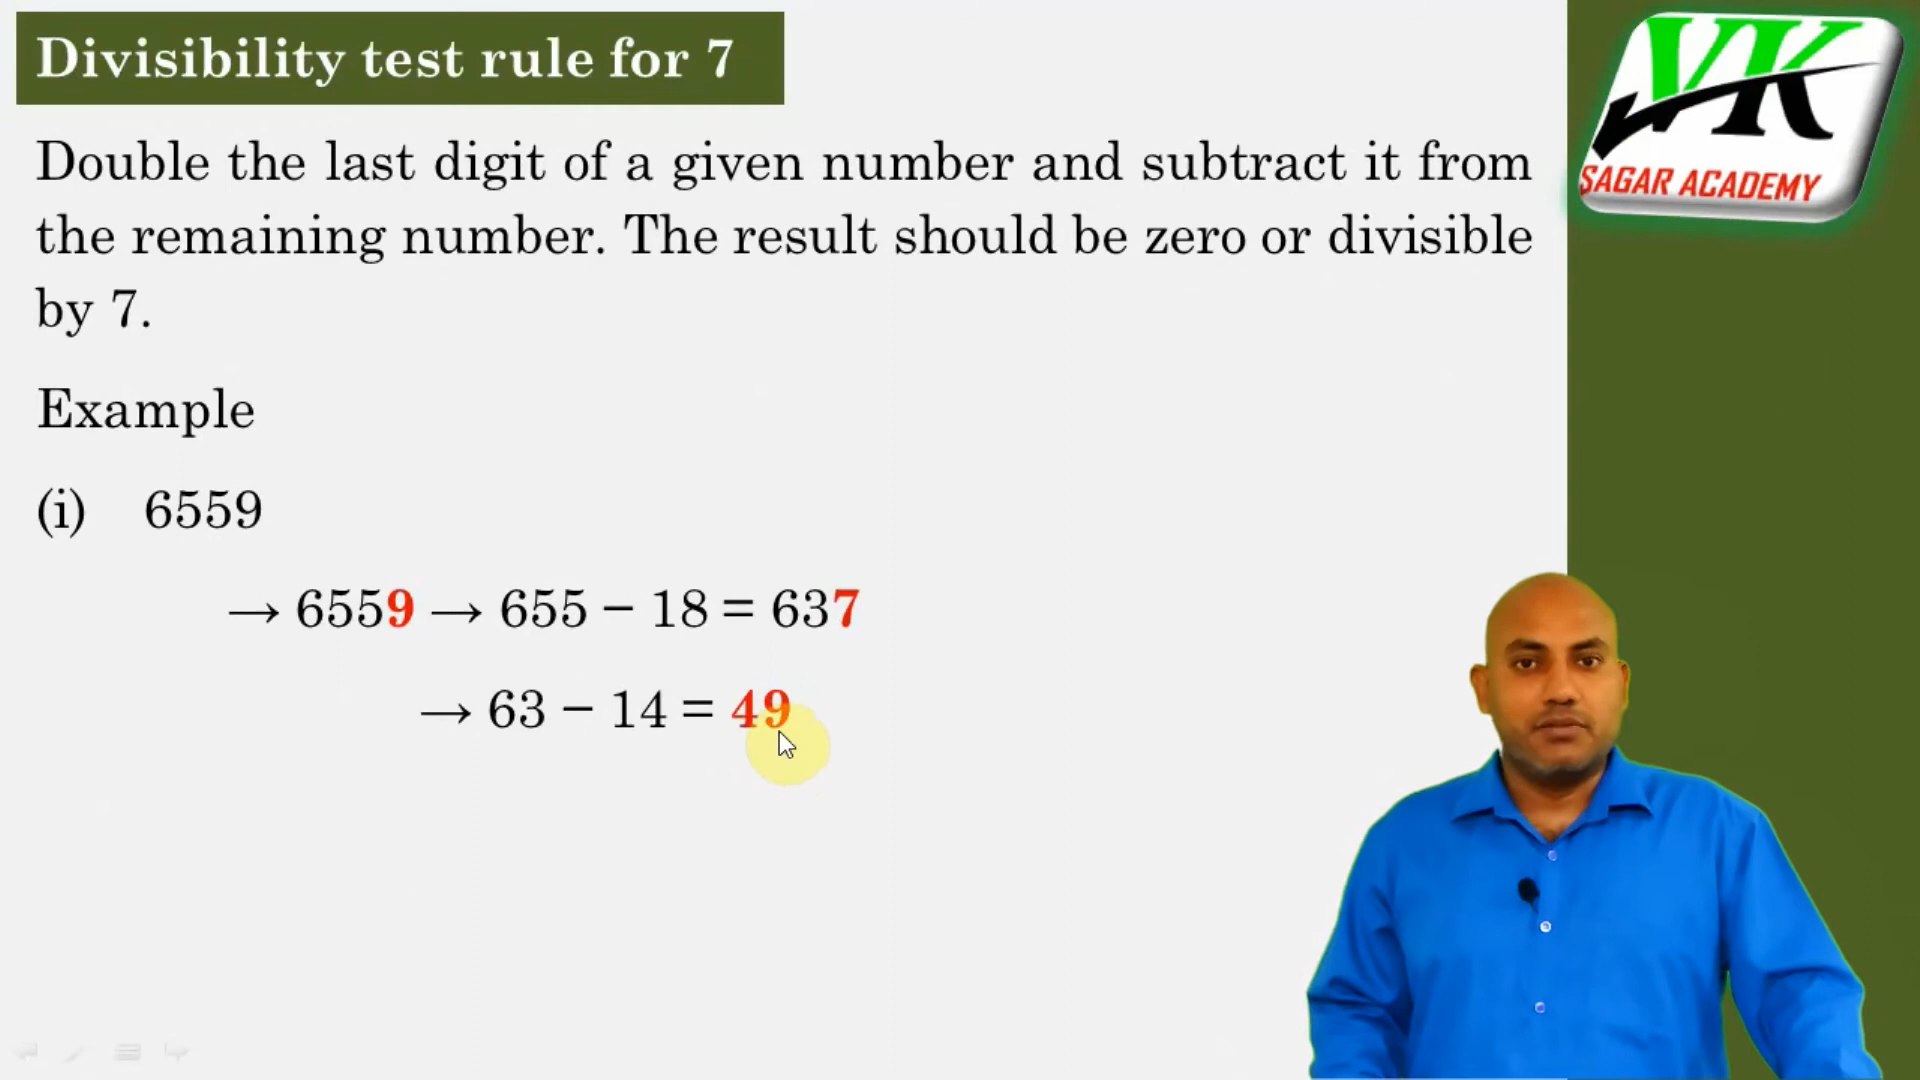 Divisibility test rule for 7
VK
SAGAR ACADEMY
Double the last digit of a given number and subtract it from
the remaining number. The result should be zero or divisible
by 7.
Example
(i) 6559
→ 6559 → 655 − 18 = 637
→ 63 − 14 = 49